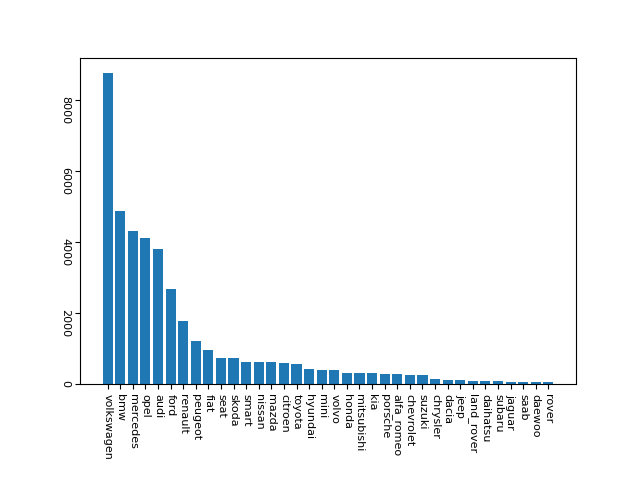 8000
6000
4000
2000
0
volkswagen
bmw
mercedes
opel
audi
ford
renault
peugeot
fiat
seat
skoda
smart
nissan
mazda
citroen
toyota
hyundai
mini
volvo
honda
mitsubishi
kia
porsche
alfa_romeo
chevrolet
suzuki
chrysler
dacia
jeep
land_rover
daihatsu
subaru
jaguar
saab
daewoo
rover